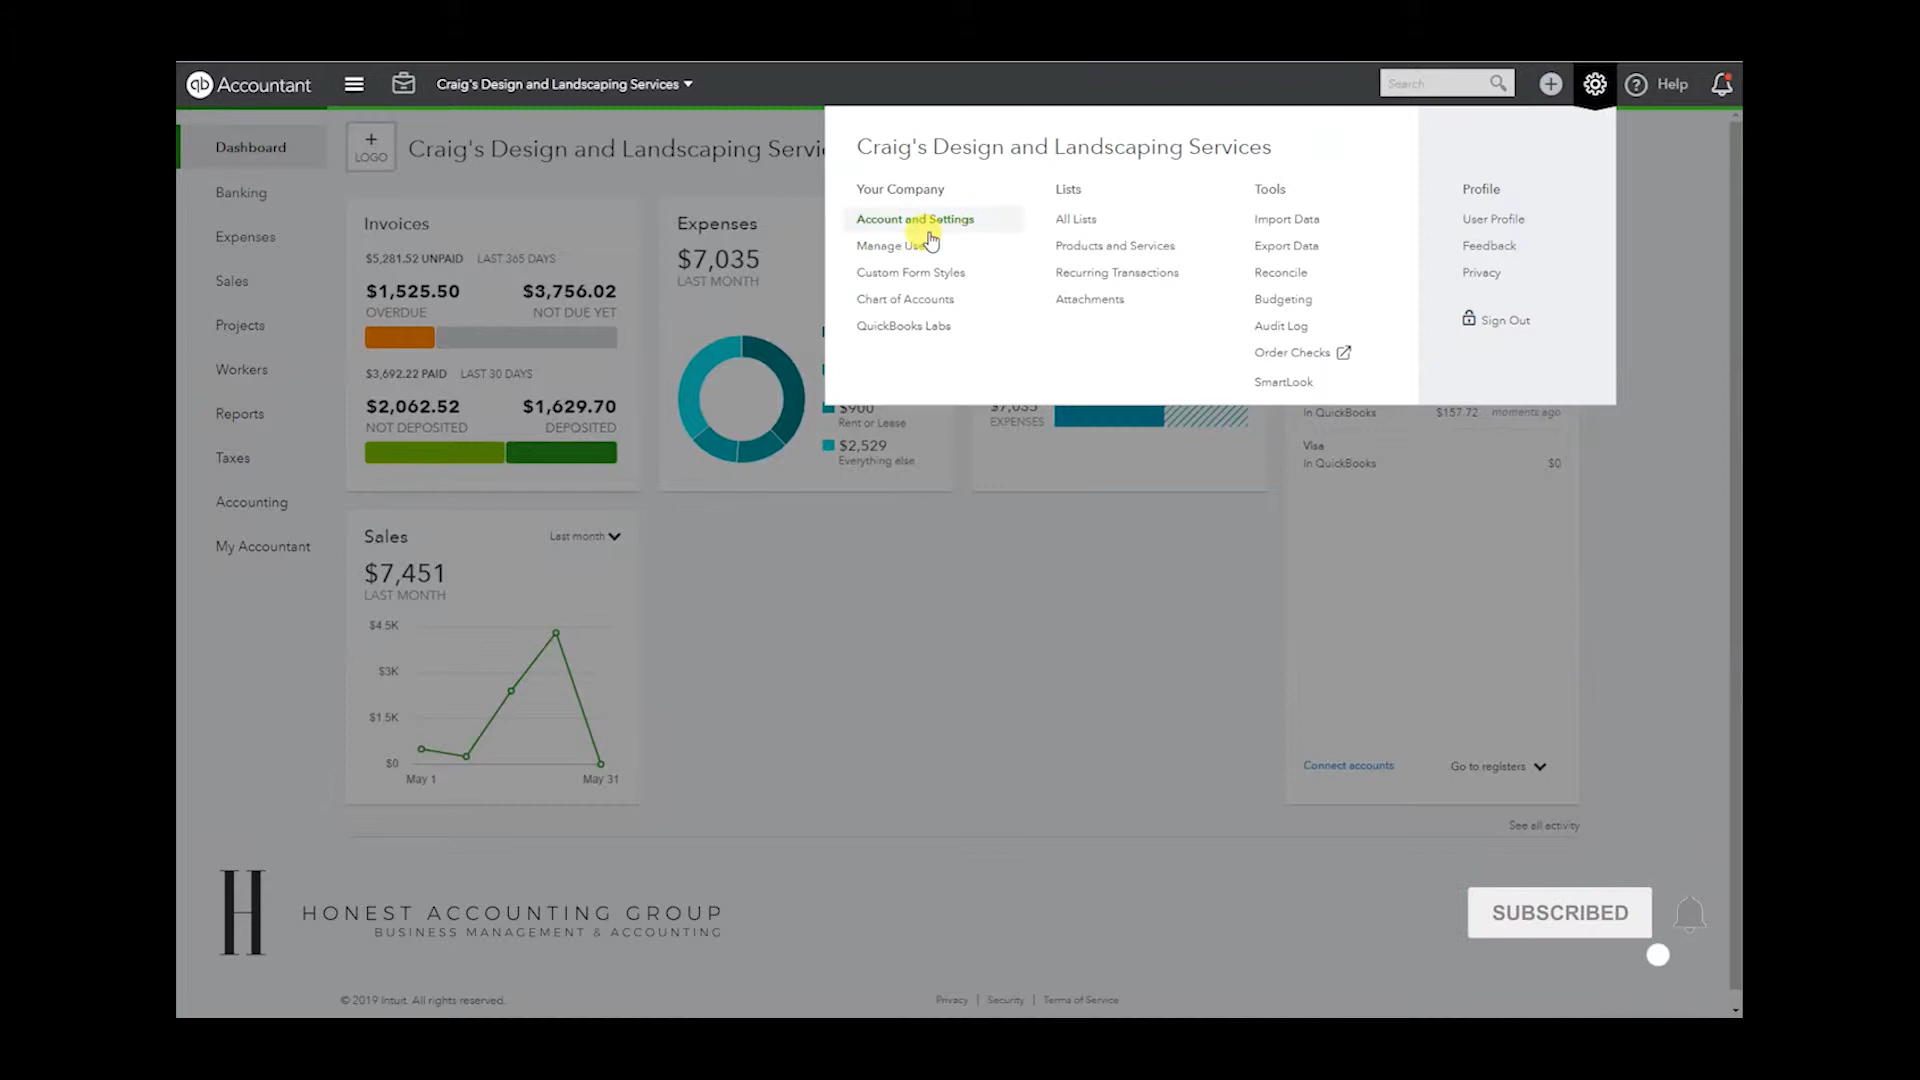 qb Accountant
Craig's Design and Landscaping Services
Search
Help
Dashboard
Banking
Expenses
Sales
Projects
Workers
Reports
Taxes
Accounting
My Accountant
+
LOGO
Craig's Design and Landscaping Servi
Invoices
$5,281.52 UNPAID LAST 365 DAYS
$1,525.50 $3,756.02
OVERDUE NOT DUE YET
$3,692.22 PAID LAST 30 DAYS
$2,062.52 $1,629.70
NOT DEPOSITED DEPOSITED
Expenses
$7,035
LAST MONTH
$900
Rent or Lease
$2,529
Everything else
$7,035
EXPENSES
Craig's Design and Landscaping Services
Your Company
Account and Settings
Manage Use
Custom Form Styles
Chart of Accounts
QuickBooks Labs
Lists
All Lists
Products and Services
Recurring Transactions
Attachments
Tools
Import Data
Export Data
Reconcile
Budgeting
Audit Log
Order Checks
SmartLook
Profile
User Profile
Feedback
Privacy
Sign Out
In QuickBooks $157.72 moments ago
Visa
In QuickBooks $0
Connect accounts Go to registers
See all activity
Sales Last month
$7,451
LAST MONTH
$4.5K
$3K
$1.5K
$0
May 1 May 31
H HONEST ACCOUNTING GROUP
BUSINESS MANAGEMENT & ACCOUNTING
SUBSCRIBED
© 2019 Intuit. All rights reserved.
Privacy | Security | Terms of Service